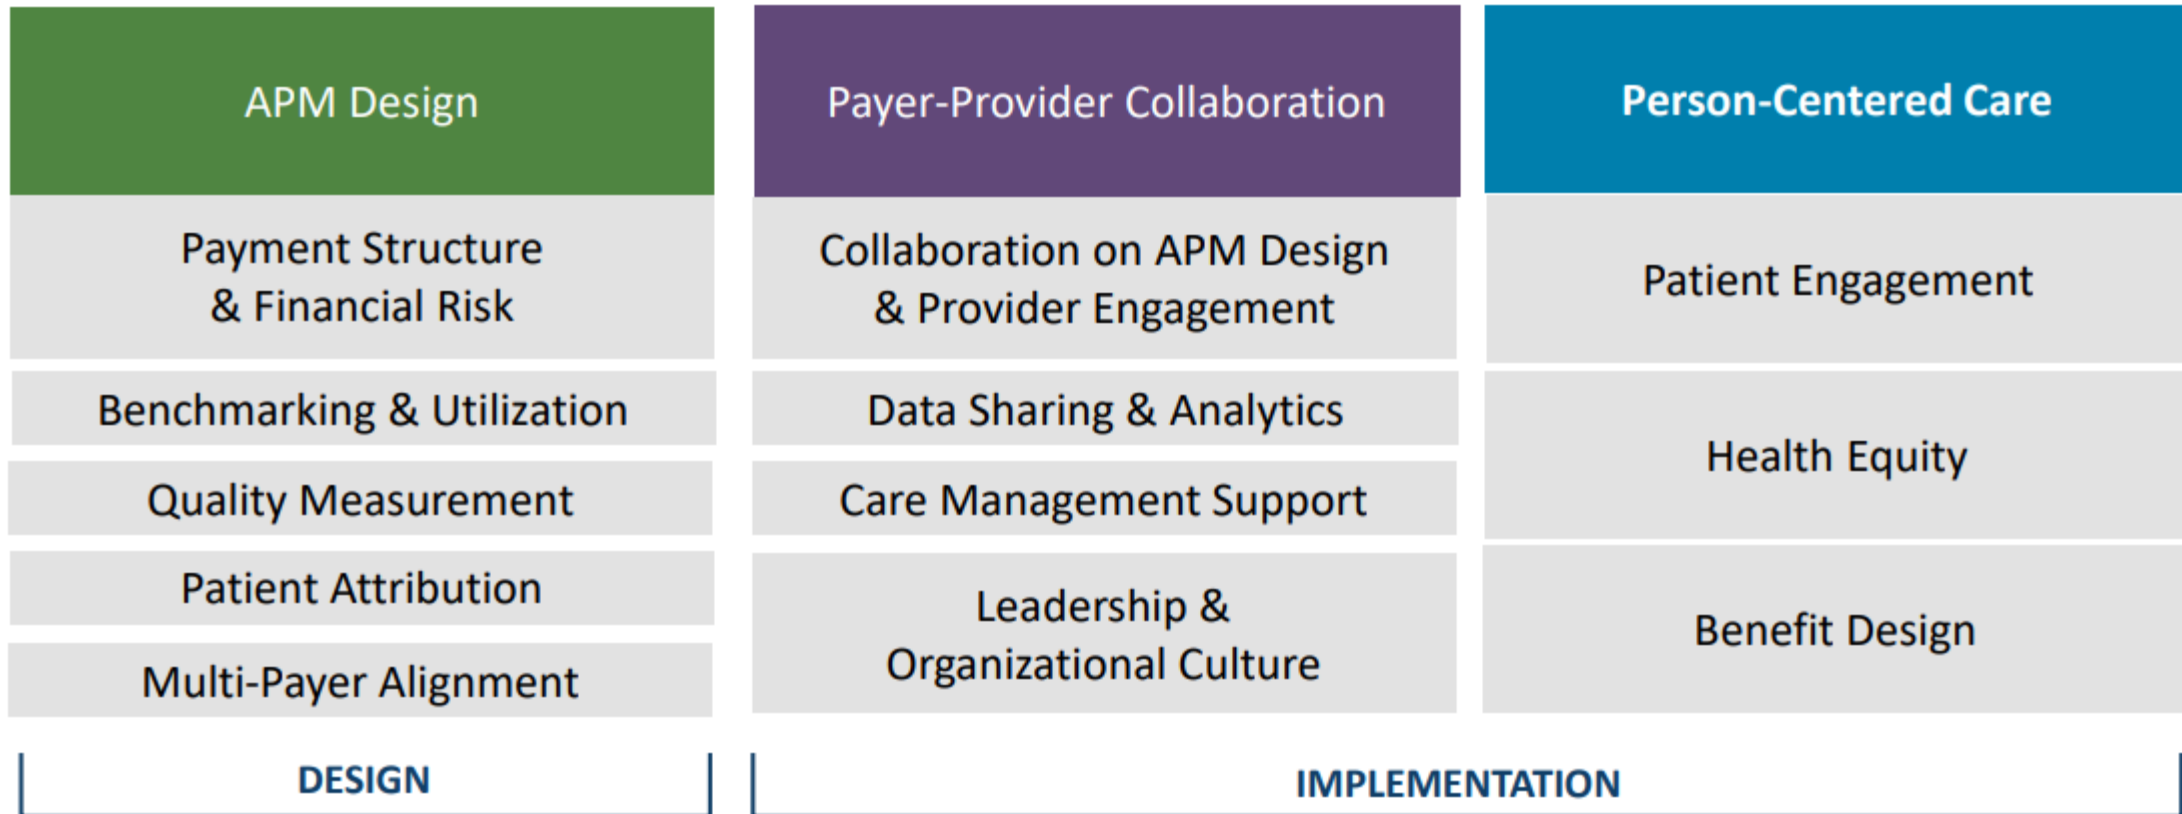 APM Design
Payment Structure
& Financial Risk
Benchmarking & Utilization
Quality Measurement
Patient Attribution
Multi-Payer Alignment
DESIGN
Payer-Provider Collaboration
Collaboration on APM Design
& Provider Engagement
Data Sharing & Analytics
Care Management Support
Leadership &
Organizational Culture
Person-Centered Care
Patient Engagement
Health Equity
Benefit Design
IMPLEMENTATION